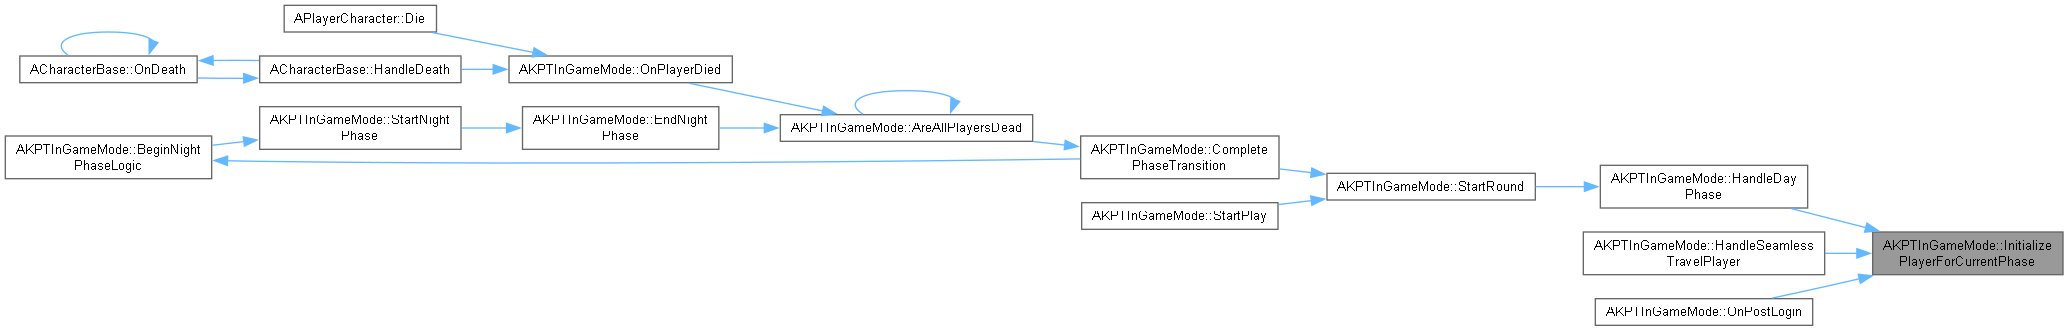 APlayerCharacter::Die
ACharacterBase::OnDeath
ACharacterBase::HandleDeath
AKPTInGameMode::OnPlayerDied
AKPTInGameMode::StartNight
Phase
AKPTInGameMode::EndNight
Phase
AKPTInGameMode::AreAllPlayersDead
AKPTInGameMode::BeginNight
PhaseLogic
AKPTInGameMode::Complete
PhaseTransition
AKPTInGameMode::StartRound
AKPTInGameMode::HandleDay
Phase
AKPTInGameMode::StartPlay
AKPTInGameMode::HandleSeamless
TravelPlayer
AKPTInGameMode::Initialize
PlayerForCurrentPhase
AKPTInGameMode::OnPostLogin